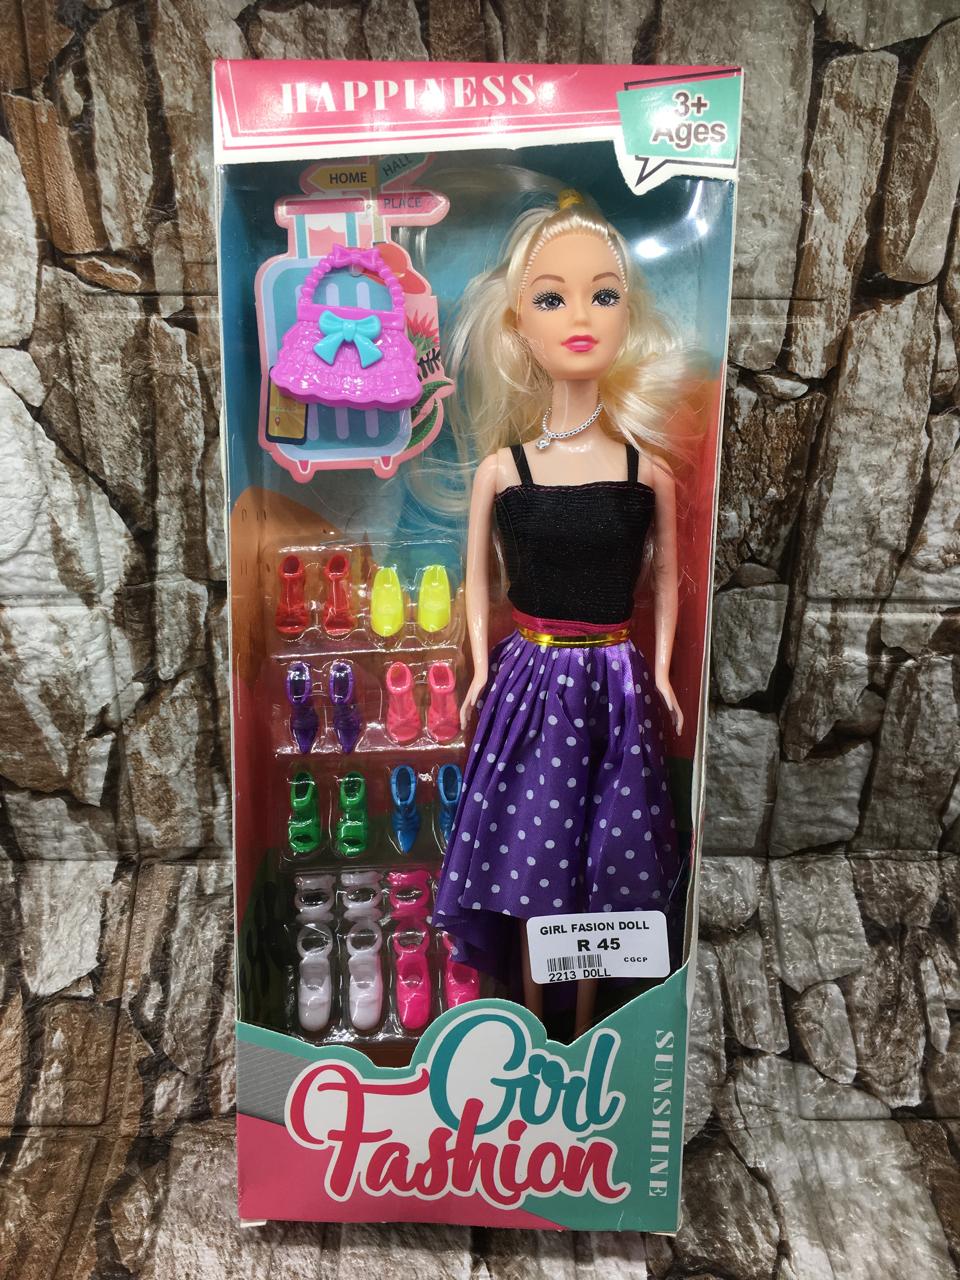 HAPPINESS
3+
Ages
HOME
HALL
PLACE
GIRL FASION DOLL
R 45
CGCP
2213 DOLL
Girl
Fashion
SUNSHINE